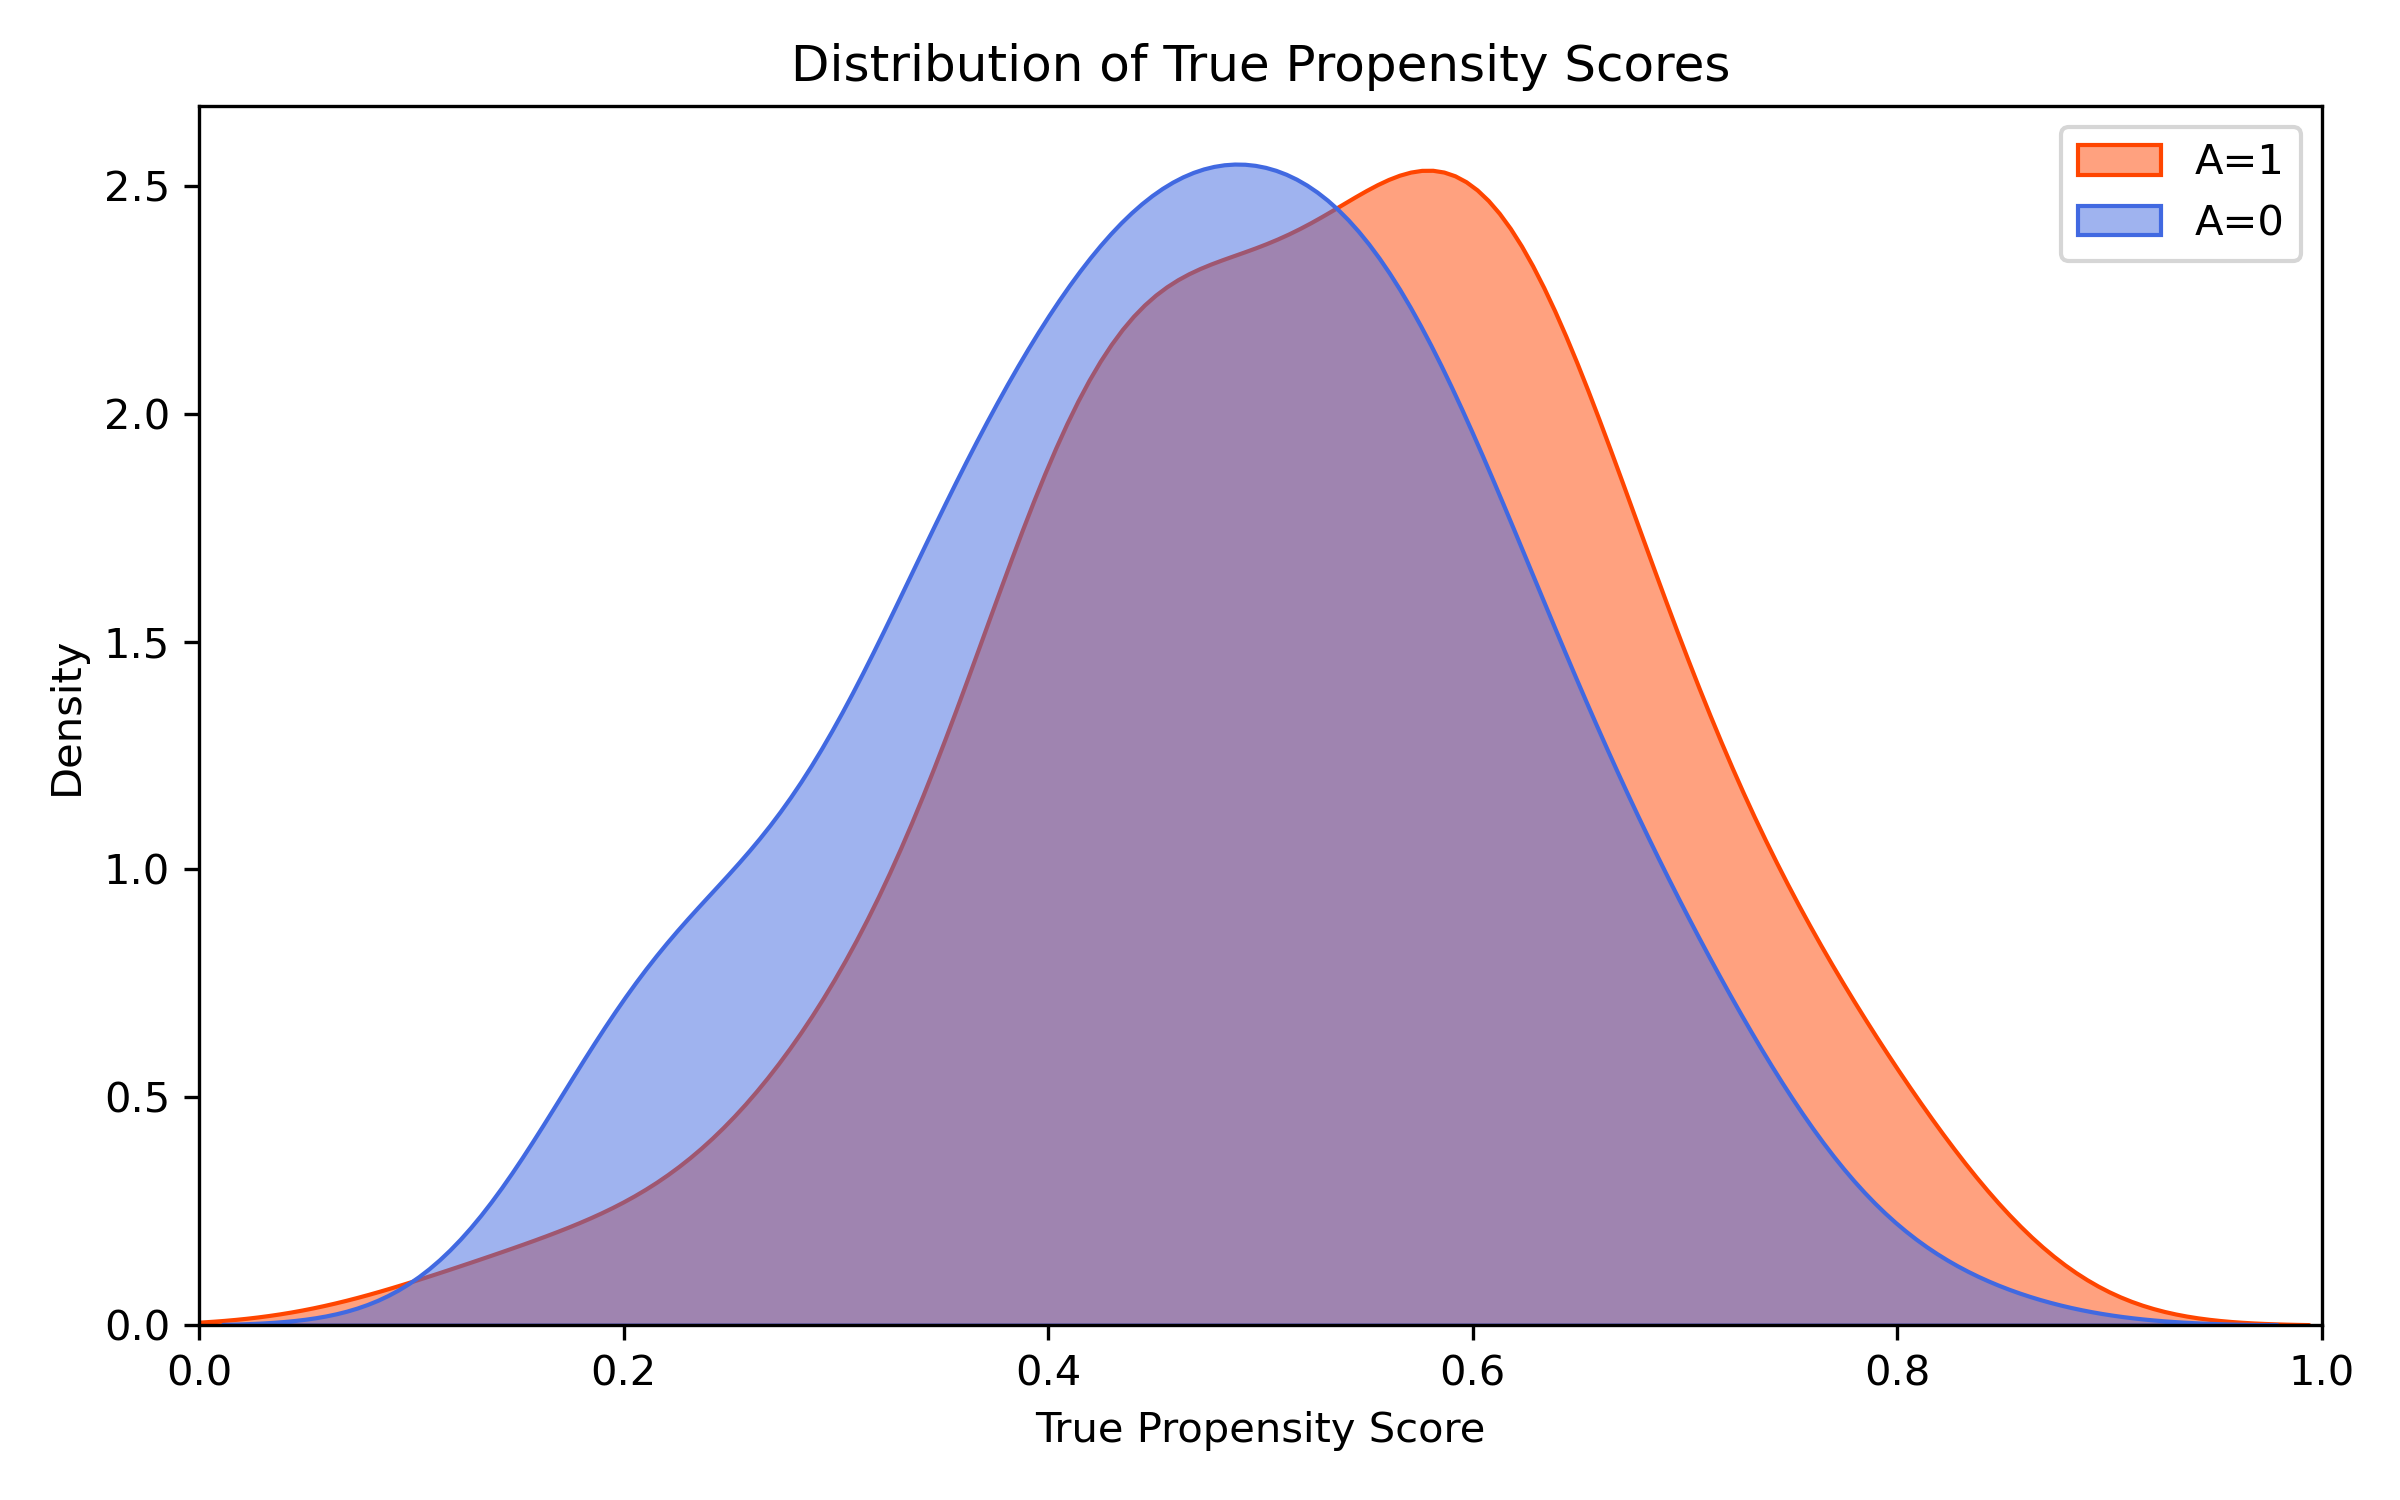 Distribution of True Propensity Scores
A=1
A=0
2.5
2.0
1.5
1.0
0.5
0.0
Density
0.0 0.2 0.4 0.6 0.8 1.0
True Propensity Score